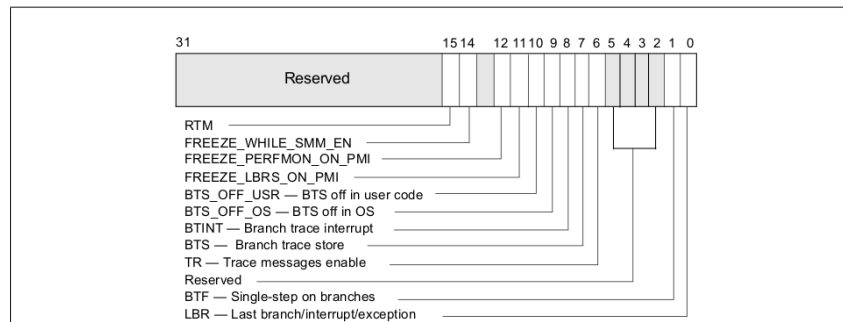 31 15 14 12 11 10 9 8 7 6 5 4 3 2 1 0
Reserved
RTM
FREEZE_WHILE_SMM_EN
FREEZE_PERFMON_ON_PMI
FREEZE_LBRS_ON_PMI
BTS_OFF_USR — BTS off in user code
BTS_OFF_OS — BTS off in OS
BTINT — Branch trace interrupt
BTS — Branch trace store
TR — Trace messages enable
Reserved
BTF — Single-step on branches
LBR — Last branch/interrupt/exception